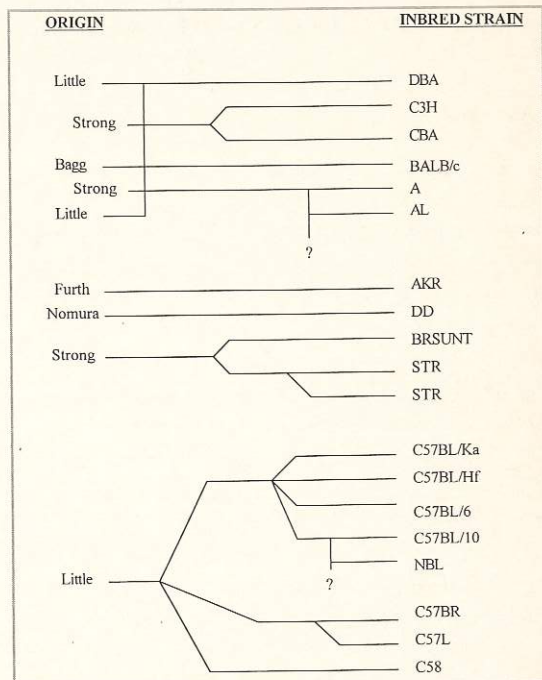 ORIGIN INBRED STRAIN
Little DBA
C3H
Strong
CBA
Bagg BALB/c
Strong A
Little AL
?
Furth AKR
Nomura DD
BRSUNT
Strong
STR
STR
C57BL/Ka
C57BL/Hf
C57BL/6
C57BL/10
NBL
Little ?
C57BR
C57L
C58